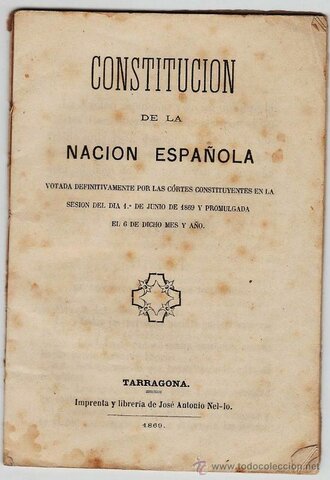 CONSTITUCION
DE LA
NACION ESPAÑOLA
VOTADA DEFINITIVAMENTE POR LAS CÓRTES CONSTITUYENTES EN LA
SESION DEL DIA 1.º DE JUNIO DE 1869 Y PROMULGADA
EL 6 DE DICHO MES Y AÑO.
TARRAGONA.
Imprenta y librería de José Antonio Nel-lo.
1869.
todocoleccion.net